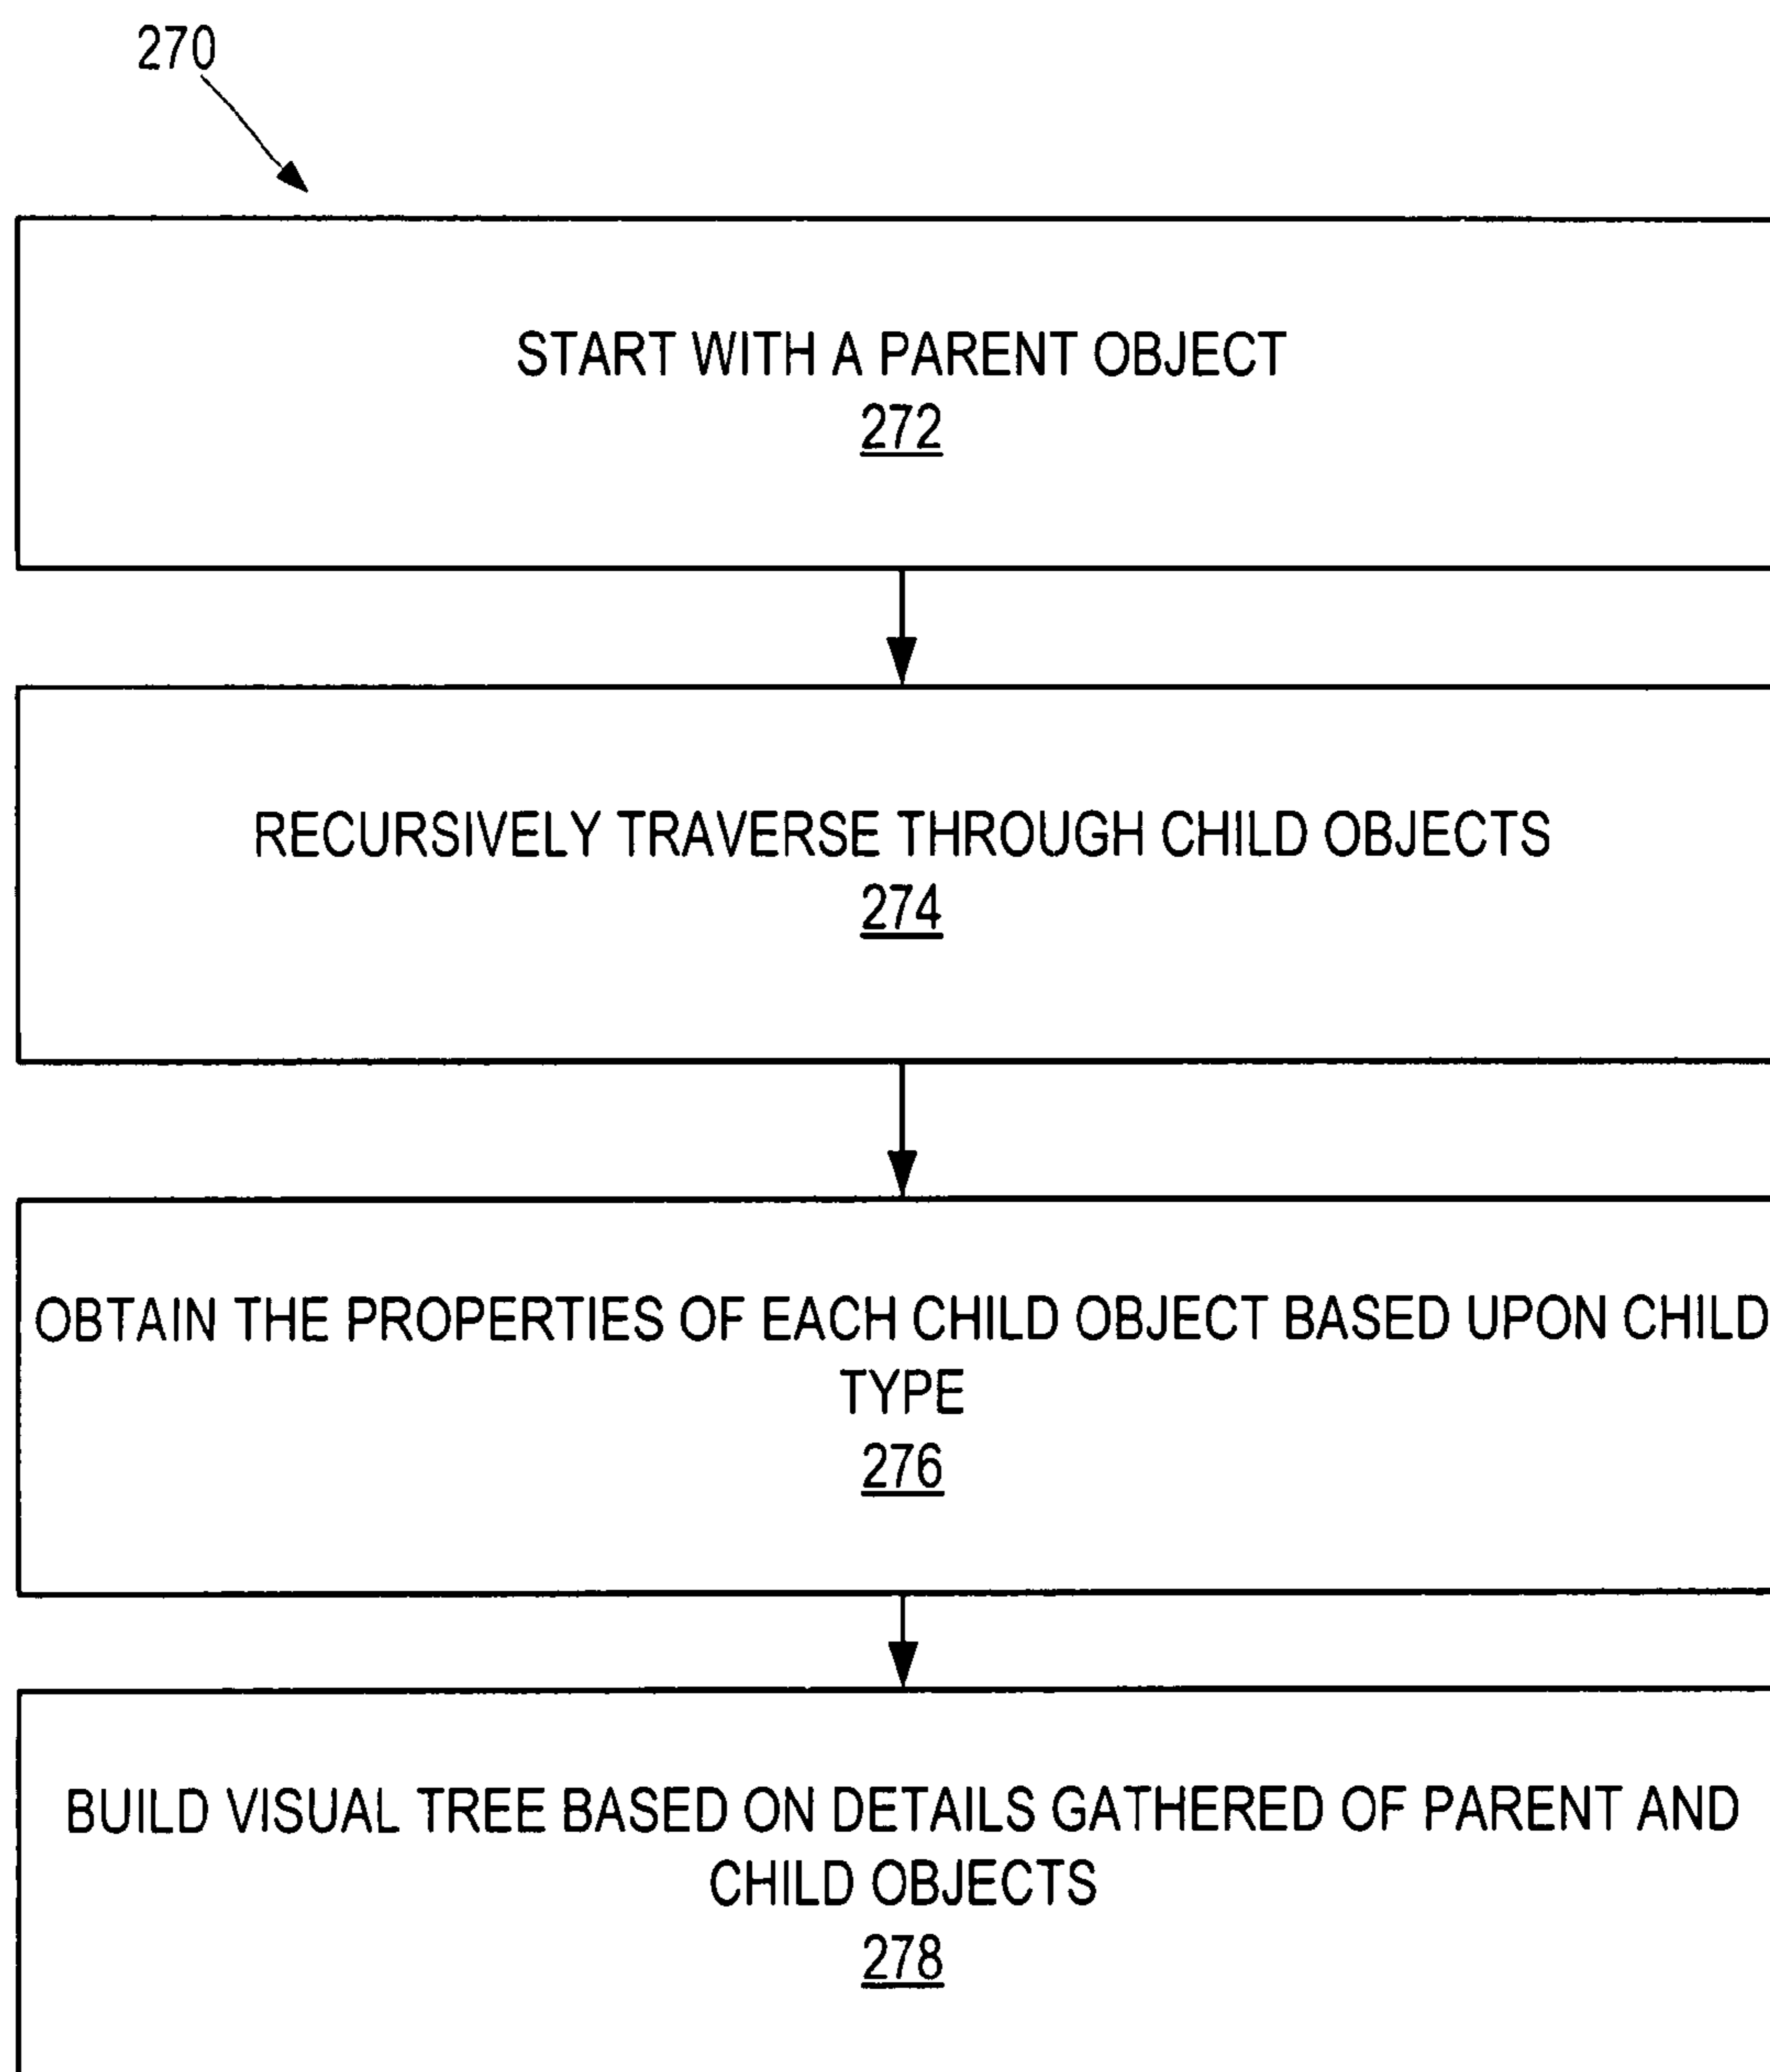 270
START WITH A PARENT OBJECT
272
RECURSIVELY TRAVERSE THROUGH CHILD OBJECTS
274
OBTAIN THE PROPERTIES OF EACH CHILD OBJECT BASED UPON CHILD
TYPE
276
BUILD VISUAL TREE BASED ON DETAILS GATHERED OF PARENT AND
CHILD OBJECTS
278